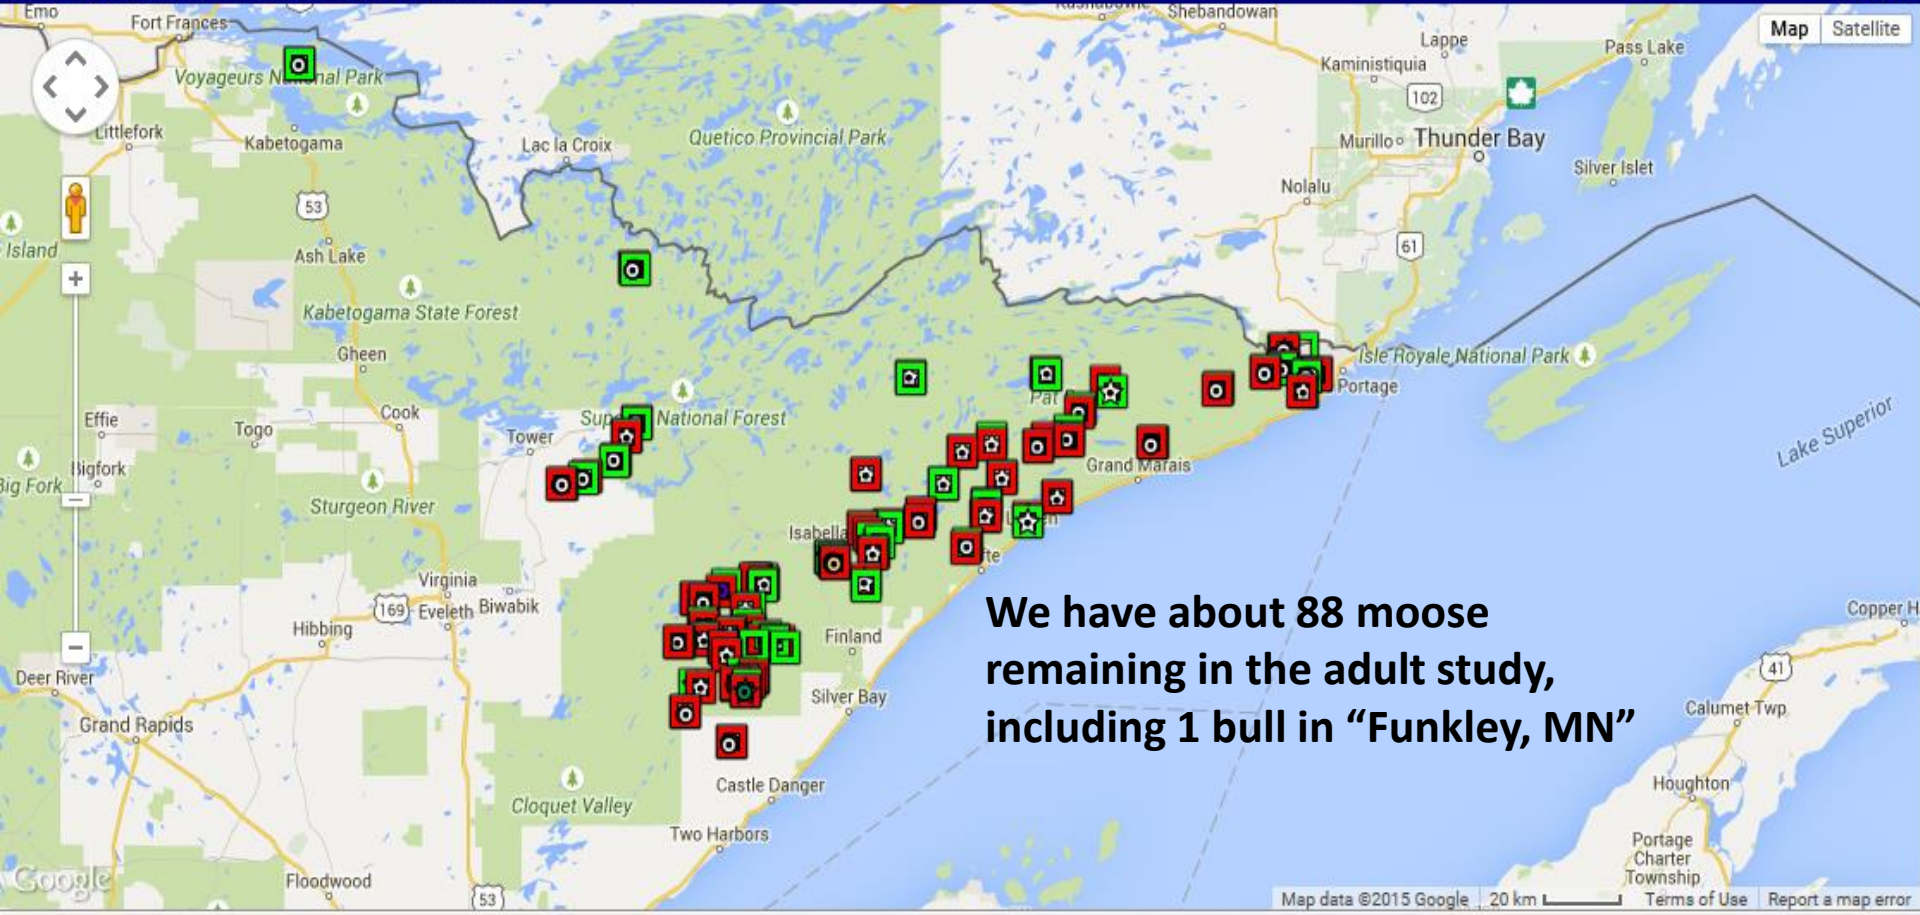 Emo
Fort Frances
Shebandowan
Lappe
Pass Lake
Map
Satellite
Kaministiquia
Voyageurs N nal Park
102
Littlefork
Kabetogama
Lac la Croix
Quetico Provincial Park
Murillo
Thunder Bay
Silver Islet
Nolalu
53
Island
Ash Lake
61
Kabetogama State Forest
Gheen
Isle Royale National Park
Portage
Pat
Effie
Cook
Sup National Forest
Togo
Tower
Lake Superior
Bigfork
Big Fork
Grand Marais
Sturgeon River
Isabella
fte
Virginia
169
Eveleth
Biwabik
Hibbing
Finland
We have about 88 moose
remaining in the adult study,
including 1 bull in “Funkley, MN”
Copper H
41
Deer River
Silver Bay
Grand Rapids
Calumet Twp
Castle Danger
Houghton
Cloquet Valley
Two Harbors
Portage
Charter
Township
Google
Floodwood
53
Map data ©2015 Google
20 km
Terms of Use
Report a map error